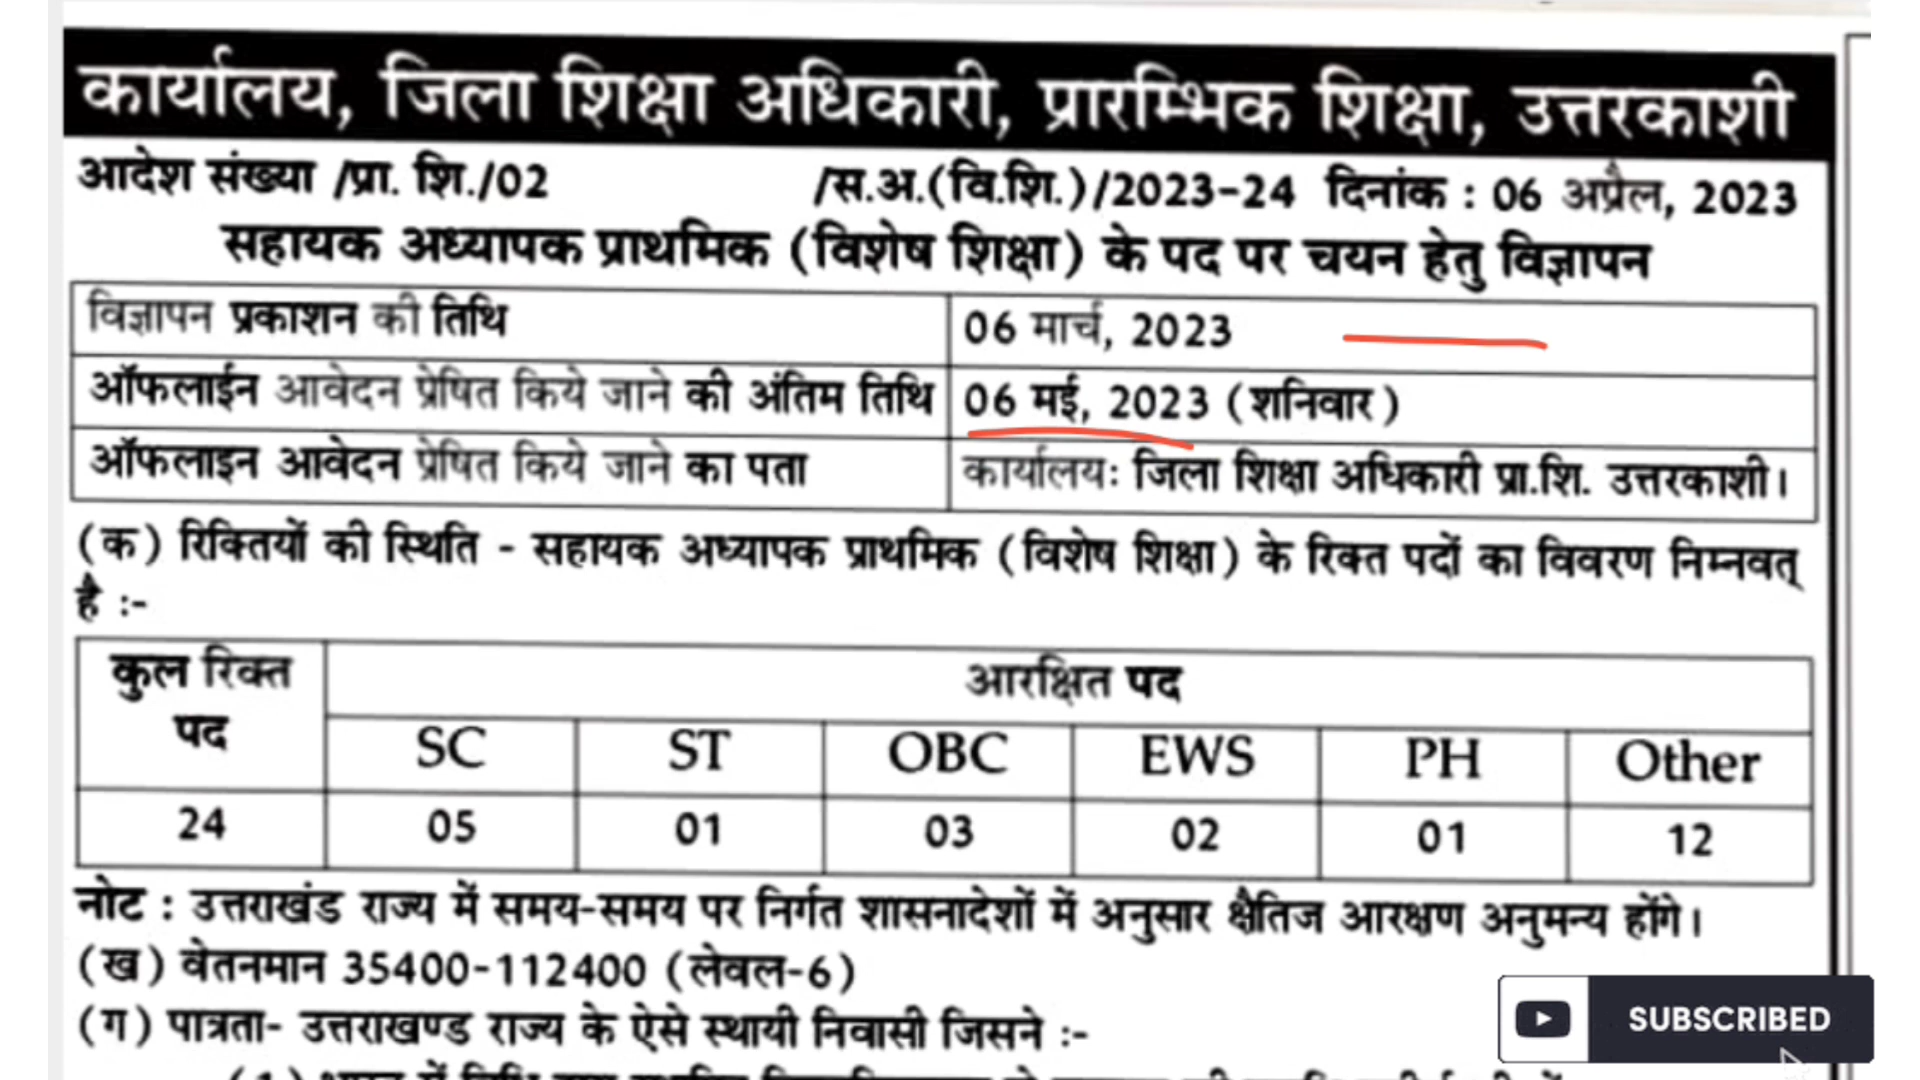 कार्यालय, जिला शिक्षा अधिकारी, प्रारम्भिक शिक्षा, उत्तरकाशी
आदेश संख्या /प्रा. शि./02 /स.अ.(वि.शि.)/2023-24 दिनांक : 06 अप्रैल, 2023
सहायक अध्यापक प्राथमिक (विशेष शिक्षा) के पद पर चयन हेतु विज्ञापन
विज्ञापन प्रकाशन की तिथि 06 मार्च, 2023
ऑफलाईन आवेदन प्रेषित किये जाने की अंतिम तिथि 06 मई, 2023 (शनिवार)
ऑफलाइन आवेदन प्रेषित किये जाने का पता कार्यालयः जिला शिक्षा अधिकारी प्रा.शि. उत्तरकाशी।
(क) रिक्तियों की स्थिति - सहायक अध्यापक प्राथमिक (विशेष शिक्षा) के रिक्त पदों का विवरण निम्नवत्
है :-
कुल रिक्त पद आरक्षित पद
SC ST OBC EWS PH Other
24 05 01 03 02 01 12
नोट : उत्तराखंड राज्य में समय-समय पर निर्गत शासनादेशों में अनुसार क्षैतिज आरक्षण अनुमन्य होंगे।
(ख) वेतनमान 35400-112400 (लेवल-6)
(ग) पात्रता- उत्तराखण्ड राज्य के ऐसे स्थायी निवासी जिसने :-
SUBSCRIBED